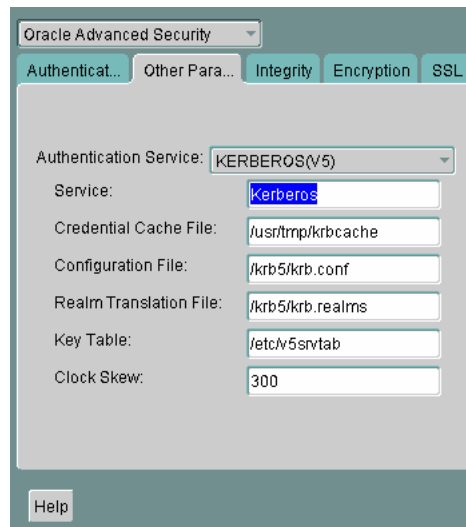 Oracle Advanced Security
Authenticat... Other Para... Integrity Encryption SSL
Authentication Service: KERBEROS(V5)
Service: Kerberos
Credential Cache File: /usr/tmp/krbcache
Configuration File: /krb5/krb.conf
Realm Translation File: /krb5/krb.realms
Key Table: /etc/v5srvtab
Clock Skew: 300
Help